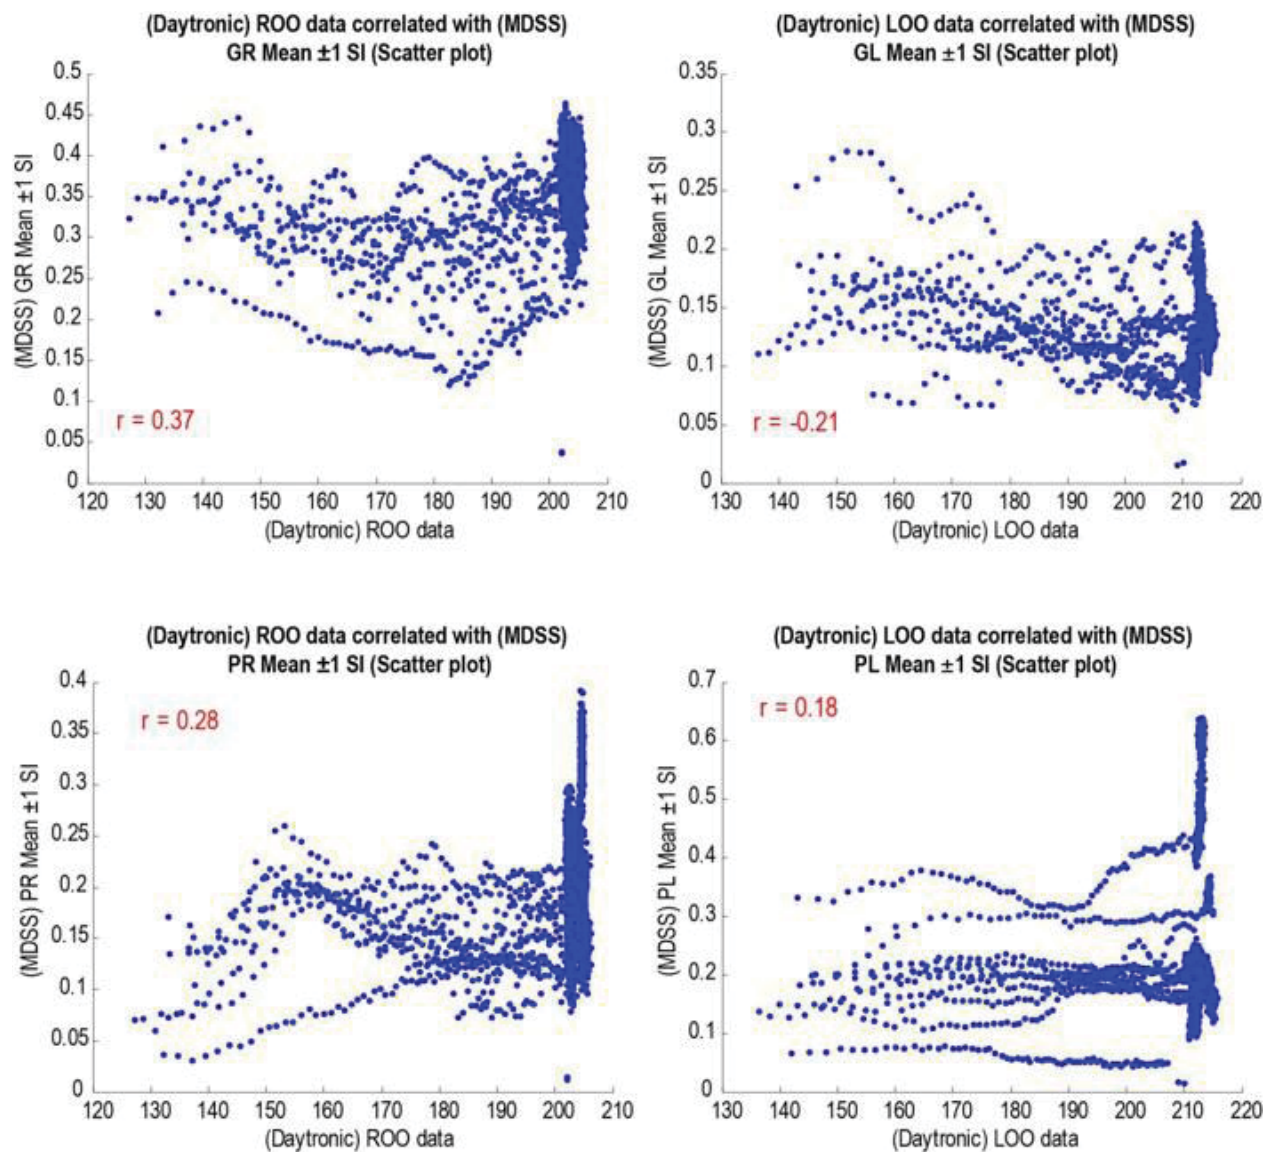 (Daytronic) ROO data correlated with (MDSS)
GR Mean ±1 SI (Scatter plot)
0.5
0.45
0.4
0.35
0.3
0.25
0.2
0.15
0.1
0.05
0
(MDSS) GR Mean ±1 SI
r = 0.37
120 130 140 150 160 170 180 190 200 210
(Daytronic) ROO data
(Daytronic) LOO data correlated with (MDSS)
GL Mean ±1 SI (Scatter plot)
0.35
0.3
0.25
0.2
0.15
0.1
0.05
0
(MDSS) GL Mean ±1 SI
r = -0.21
130 140 150 160 170 180 190 200 210 220
(Daytronic) LOO data
(Daytronic) ROO data correlated with (MDSS)
PR Mean ±1 SI (Scatter plot)
0.4
0.35
0.3
0.25
0.2
0.15
0.1
0.05
0
(MDSS) PR Mean ±1 SI
r = 0.28
120 130 140 150 160 170 180 190 200 210
(Daytronic) ROO data
(Daytronic) LOO data correlated with (MDSS)
PL Mean ±1 SI (Scatter plot)
0.7
0.6
0.5
0.4
0.3
0.2
0.1
0
(MDSS) PL Mean ±1 SI
r = 0.18
130 140 150 160 170 180 190 200 210 220
(Daytronic) LOO data